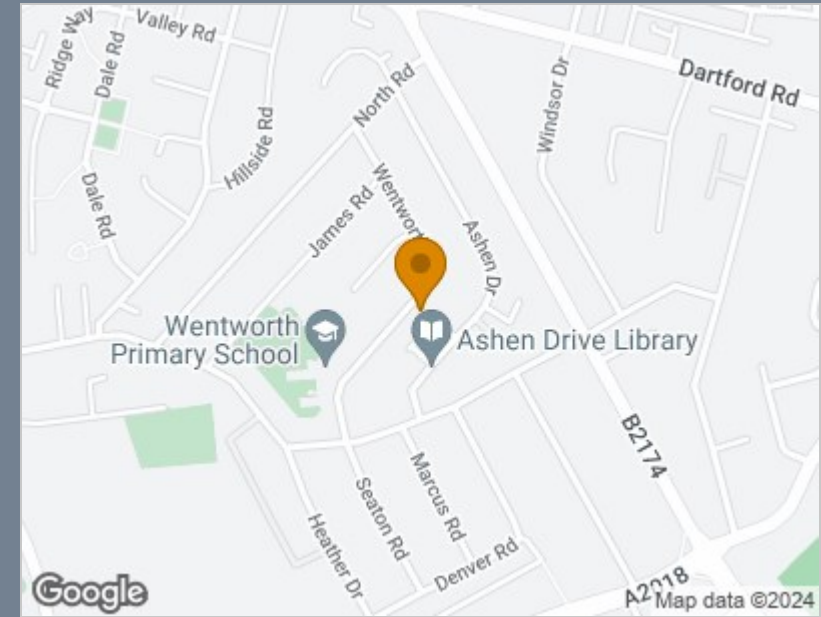 Valley Rd
Ridge Way
Dale Rd
North Rd
Windsor Dr
Dartford Rd
Hillside Rd
Dale Rd
James Rd
Wentwort
Ashen Dr
Wentworth
Primary School
Ashen Drive Library
B2174
Marcus Rd
Seaton Rd
Heather Dr
Denver Rd
A2018
Google
Map data ©2024